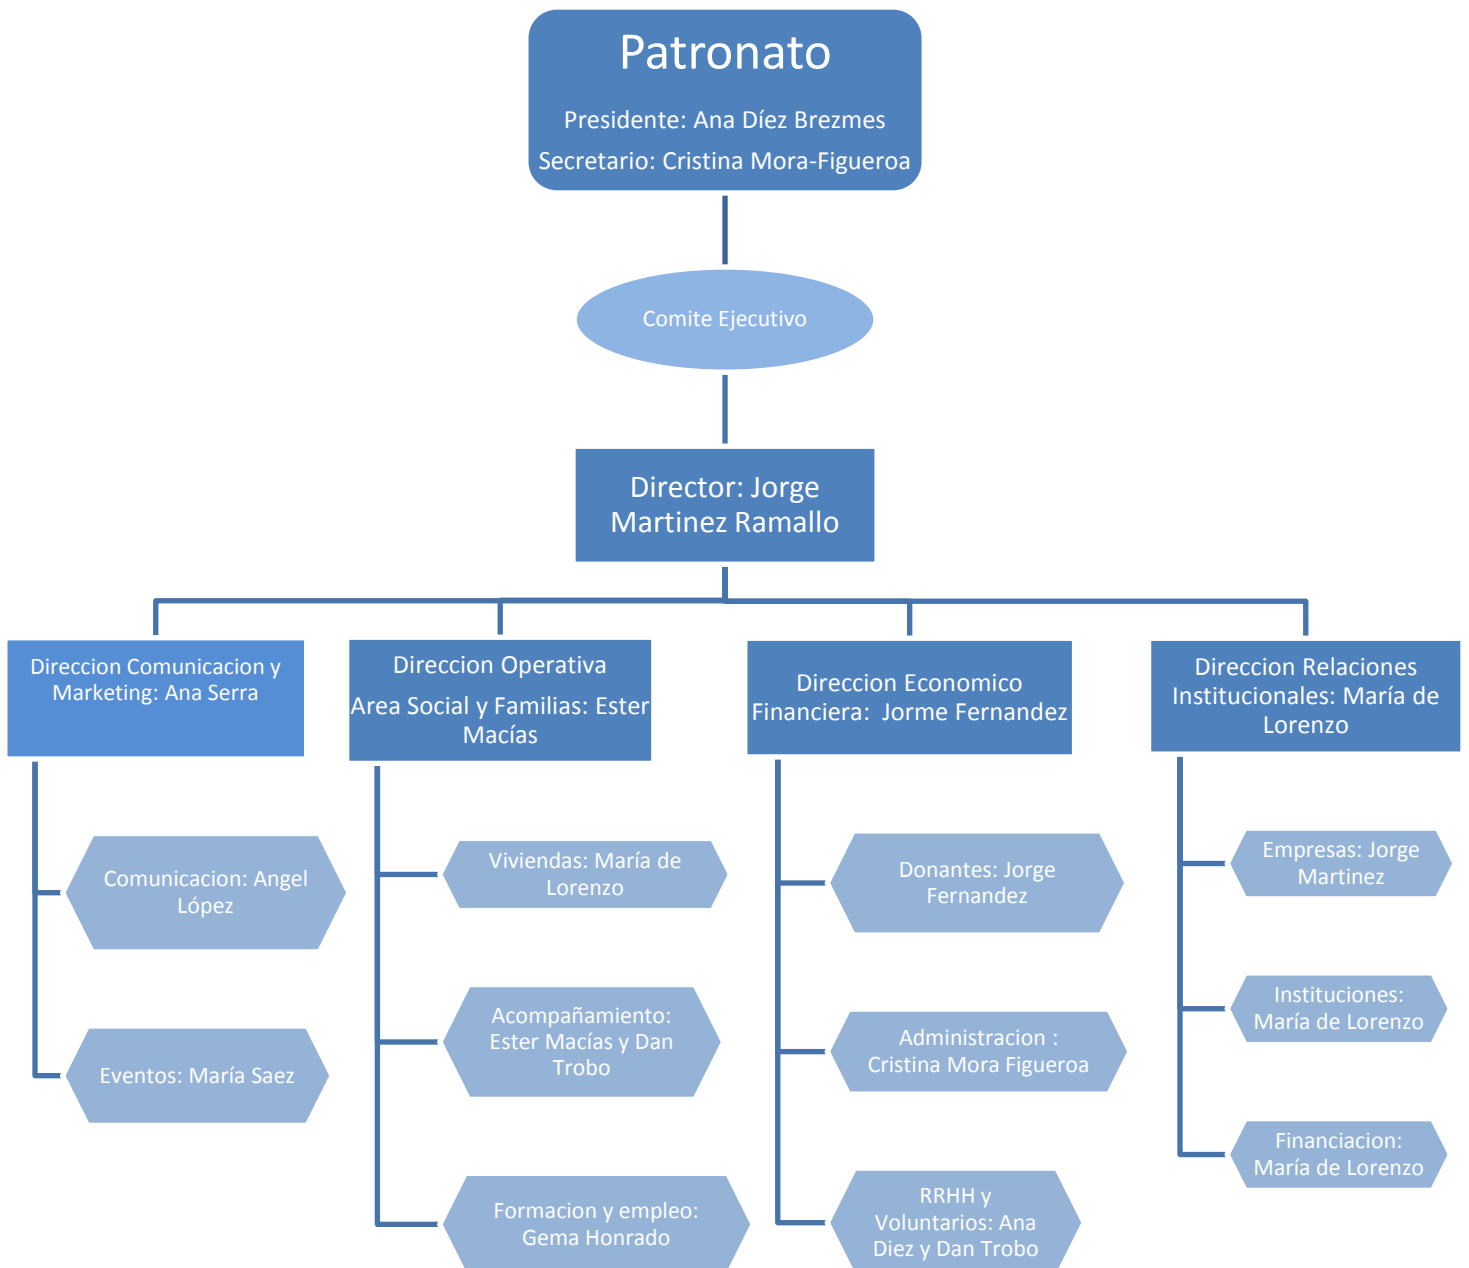 Patronato
Presidente: Ana Díez Brezmes
Secretario: Cristina Mora-Figueroa
Comite Ejecutivo
Director: Jorge
Martinez Ramallo
Direccion Comunicacion y
Marketing: Ana Serra
Comunicacion: Angel
López
Eventos: María Saez
Direccion Operativa
Area Social y Familias: Ester
Macías
Viviendas: María de
Lorenzo
Acompañamiento:
Ester Macías y Dan
Trobo
Formacion y empleo:
Gema Honrado
Direccion Economico
Financiera:  Jorme Fernandez
Donantes: Jorge
Fernandez
Administracion :
Cristina Mora Figueroa
RRHH y
Voluntarios: Ana
Diez y Dan Trobo
Direccion Relaciones
Institucionales: María de
Lorenzo
Empresas: Jorge
Martinez
Instituciones:
María de Lorenzo
Financiacion:
María de Lorenzo